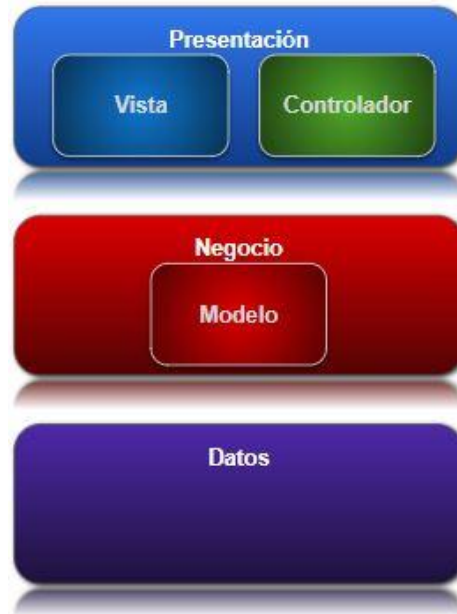 Presentación
Vista Controlador
Negocio
Modelo
Datos